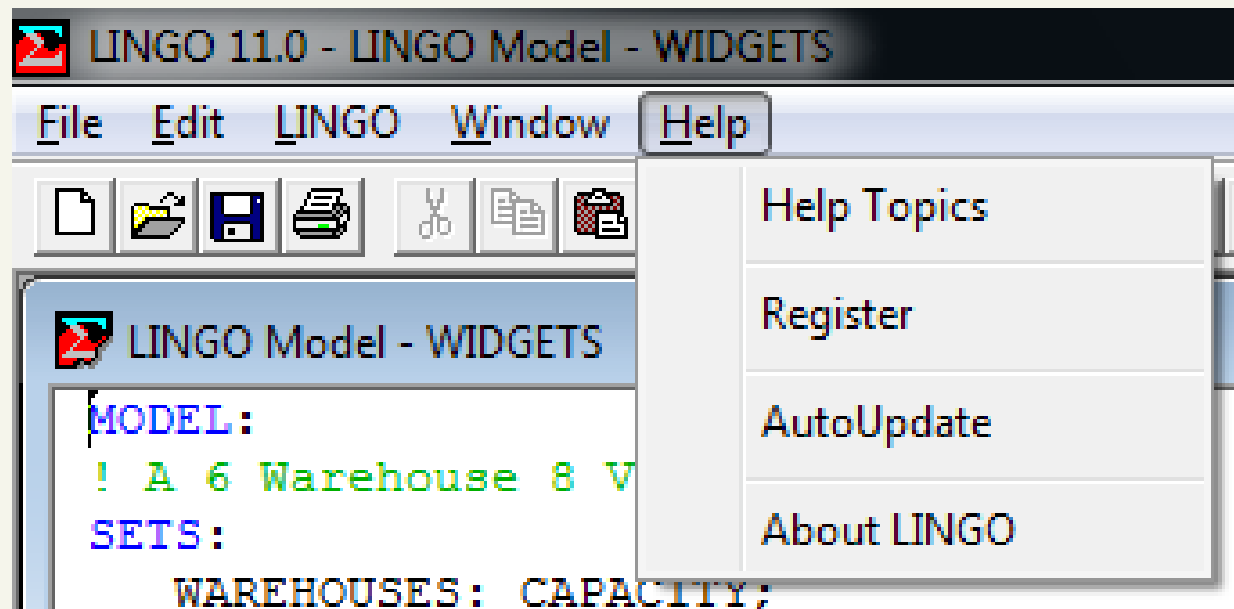 LINGO 11.0 - LINGO Model - WIDGETS
File Edit LINGO Window Help
Help Topics
Register
AutoUpdate
About LINGO
LINGO Model - WIDGETS
MODEL:
! A 6 Warehouse 8 V
SETS:
WAREHOUSES: CAPACITY;